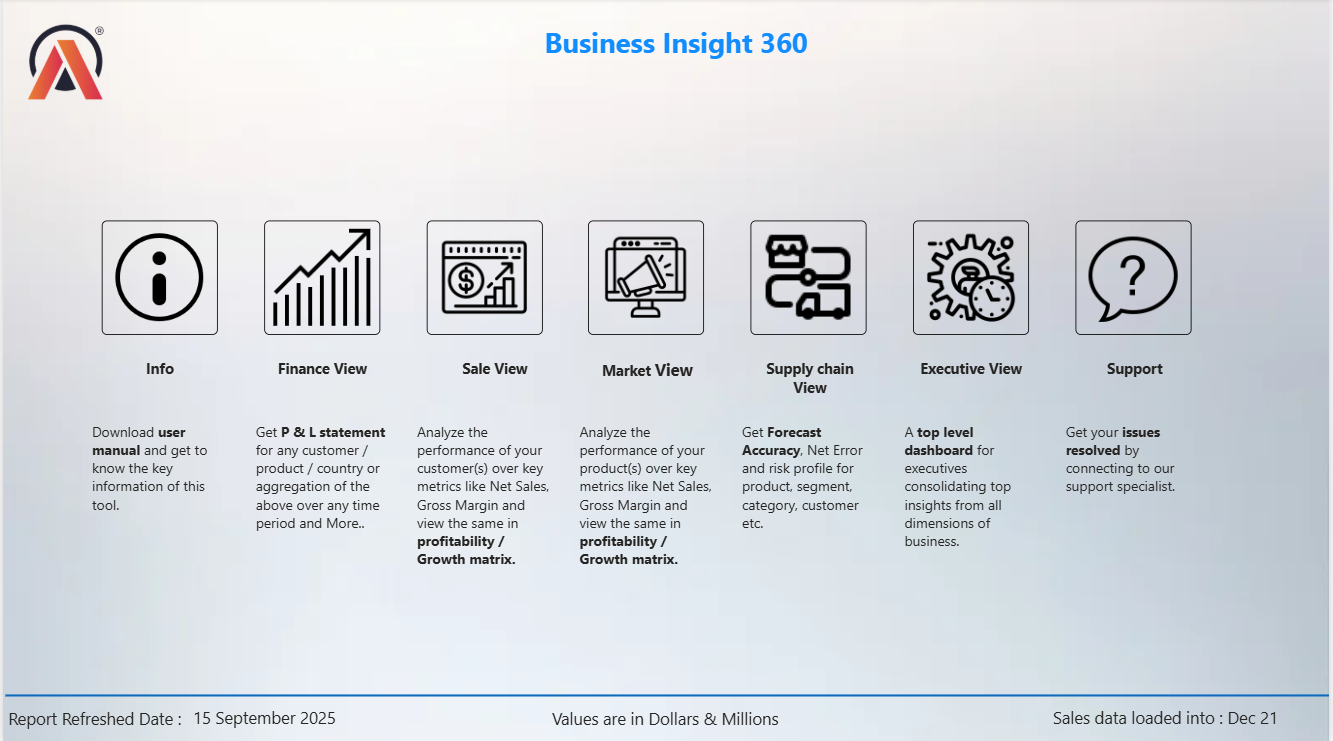 ®
Business Insight 360
Info
Finance View
Sale View
Market View
Supply chain
View
Executive View
Support
Download user
manual and get to
know the key
information of this
tool.
Get P & L statement
for any customer /
product / country or
aggregation of the
above over any time
period and More..
Analyze the
performance of your
customer(s) over key
metrics like Net Sales,
Gross Margin and
view the same in
profitability /
Growth matrix.
Analyze the
performance of your
product(s) over key
metrics like Net Sales,
Gross Margin and
view the same in
profitability /
Growth matrix.
Get Forecast
Accuracy, Net Error
and risk profile for
product, segment,
category, customer
etc.
A top level
dashboard for
executives
consolidating top
insights from all
dimensions of
business.
Get your issues
resolved by
connecting to our
support specialist.
Report Refreshed Date : 15 September 2025
Values are in Dollars & Millions
Sales data loaded into : Dec 21